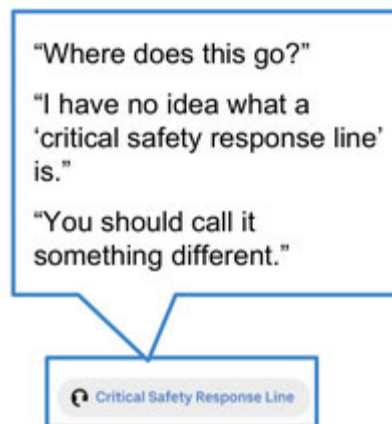 “Where does this go?”
“I have no idea what a
‘critical safety response line’
is.”
“You should call it
something different.”
Critical Safety Response Line